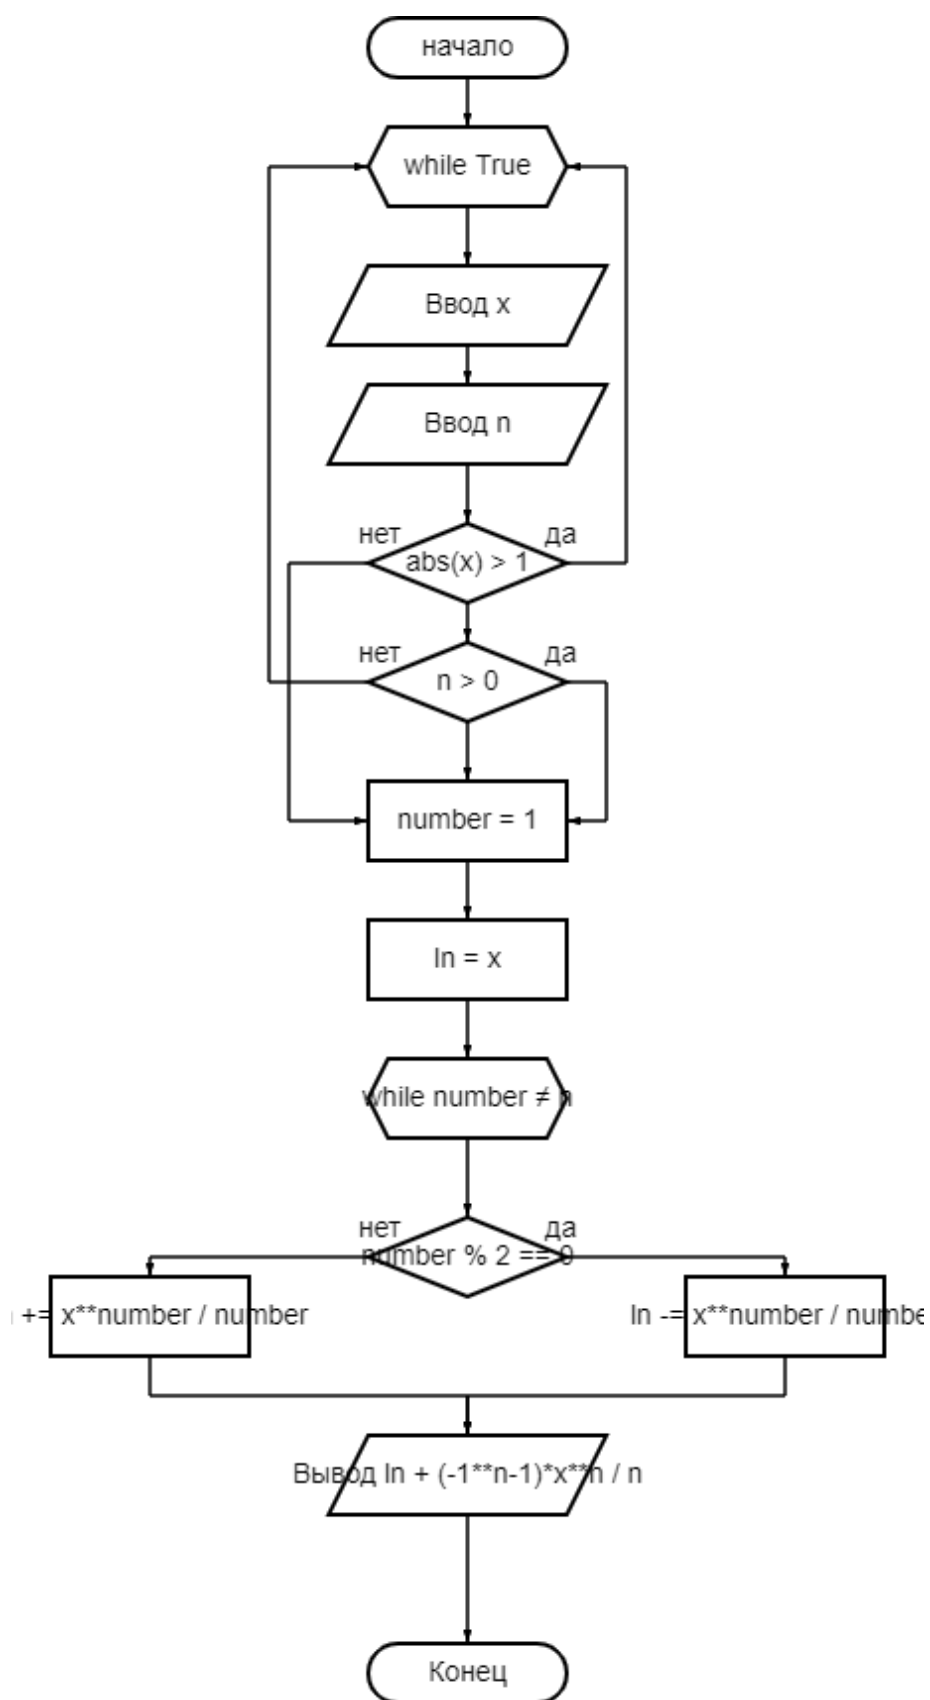 начало
while True
Ввод x
Ввод n
нет
да
abs(x) > 1
нет
да
n > 0
number = 1
ln = x
while number ≠ n
нет
да
number % 2 == 0
+= x**number / number
ln -= x**number /
Вывод ln + (-1**n-1)*x**n / n
Конец